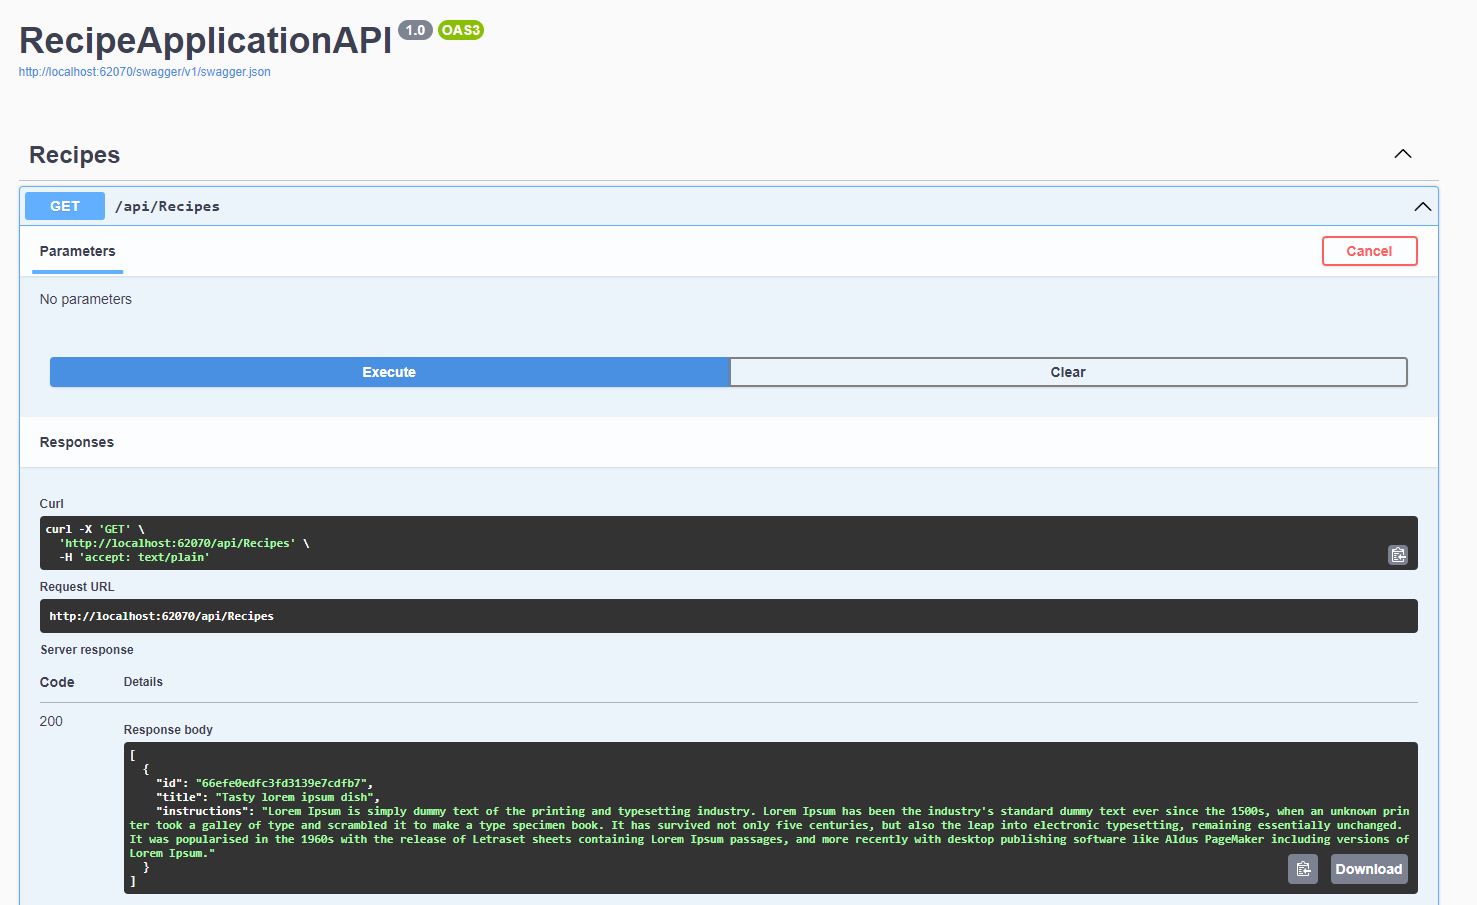 RecipeApplicationAPI 1.0 OAS3
http://localhost:62070/swagger/v1/swagger.json
Recipes
GET /api/Recipes
Parameters Cancel
No parameters
Execute Clear
Responses
Curl
curl -X 'GET' \
'http://localhost:62070/api/Recipes' \
-H 'accept: text/plain'
Request URL
http://localhost:62070/api/Recipes
Server response
Code Details
200
Response body
[
{
"id": "66efe0edfc3fd3139e7cdfb7",
"title": "Tasty lorem ipsum dish",
"instructions": "Lorem Ipsum is simply dummy text of the printing and typesetting industry. Lorem Ipsum has been the industry's standard dummy text ever since the 1500s, when an unknown prin
ter took a galley of type and scrambled it to make a type specimen book. It has survived not only five centuries, but also the leap into electronic typesetting, remaining essentially unchanged.
It was popularised in the 1960s with the release of Letraset sheets containing Lorem Ipsum passages, and more recently with desktop publishing software like Aldus PageMaker including versions of
Lorem Ipsum."
}
]
Download